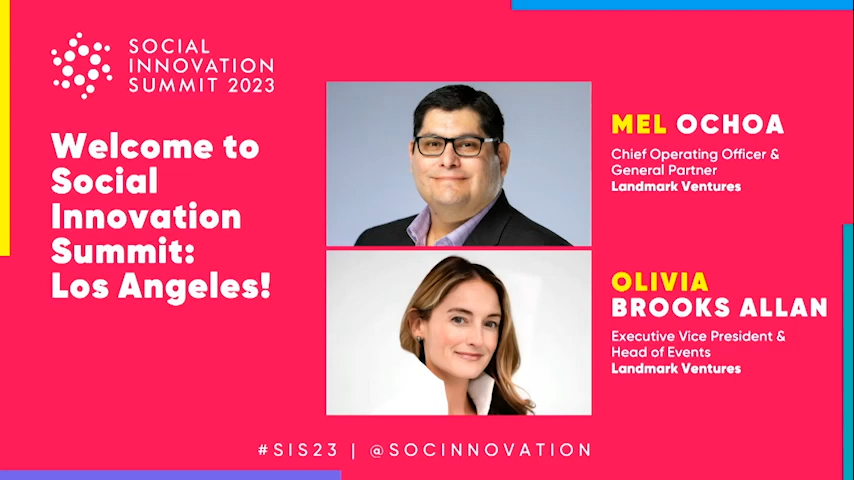 SOCIAL
INNOVATION
SUMMIT 2023
Welcome to
Social
Innovation
Summit:
Los Angeles!
MEL OCHOA
Chief Operating Officer &
General Partner
Landmark Ventures
OLIVIA
BROOKS ALLAN
Executive Vice President &
Head of Events
Landmark Ventures
#SIS23 | @SOCINNOVATION